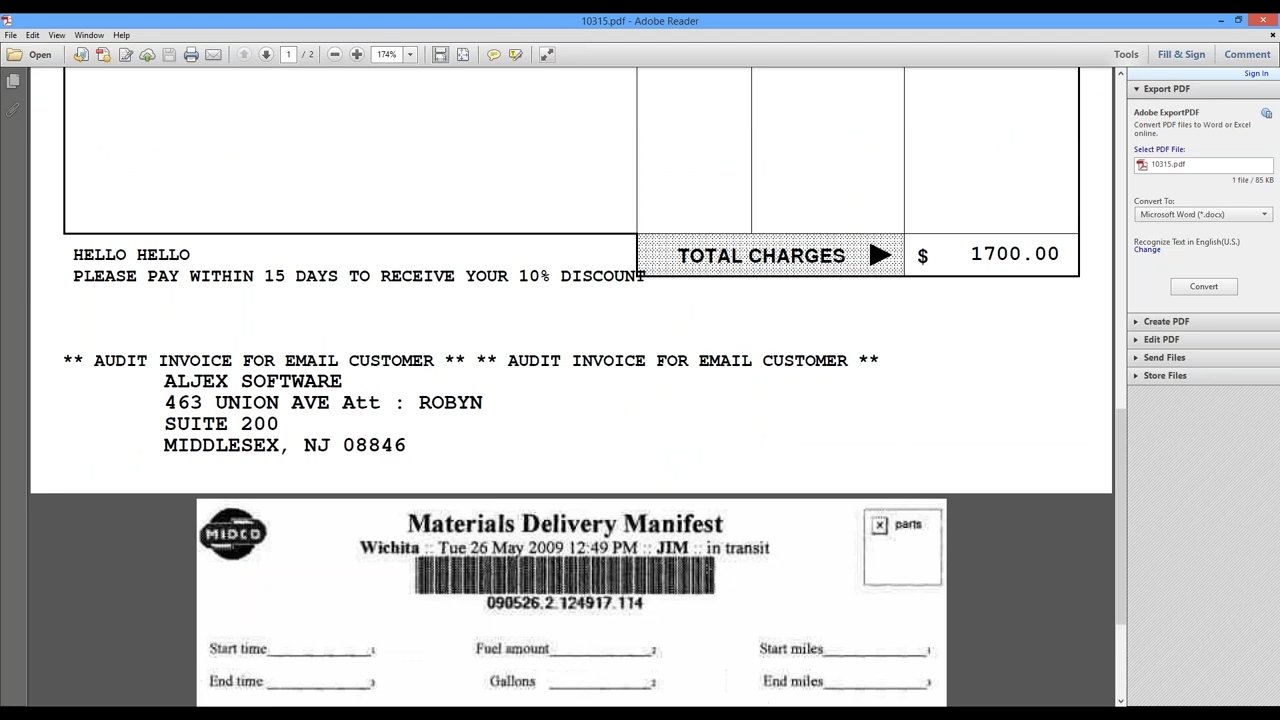 10315.pdf - Adobe Reader
File Edit View Window Help
Open 1 / 2 174% Tools Fill & Sign Comment
Sign In
Export PDF
Adobe ExportPDF
Convert PDF files to Word or Excel
online.
Select PDF File:
10315.pdf
1 file / 85 KB
Convert To:
Microsoft Word (*.docx)
Recognize Text in English(U.S.)
Change
Convert
Create PDF
Edit PDF
Send Files
Store Files
HELLO HELLO
TOTAL CHARGES $ 1700.00
PLEASE PAY WITHIN 15 DAYS TO RECEIVE YOUR 10% DISCOUNT
** AUDIT INVOICE FOR EMAIL CUSTOMER ** ** AUDIT INVOICE FOR EMAIL CUSTOMER **
ALJEX SOFTWARE
463 UNION AVE Att : ROBYN
SUITE 200
MIDDLESEX, NJ 08846
MIDCO
Materials Delivery Manifest
x parts
Wichita :: Tue 26 May 2009 12:49 PM :: JIM :: in transit
090526.2.124917.114
Start time Fuel amount Start miles
End time Gallons End miles